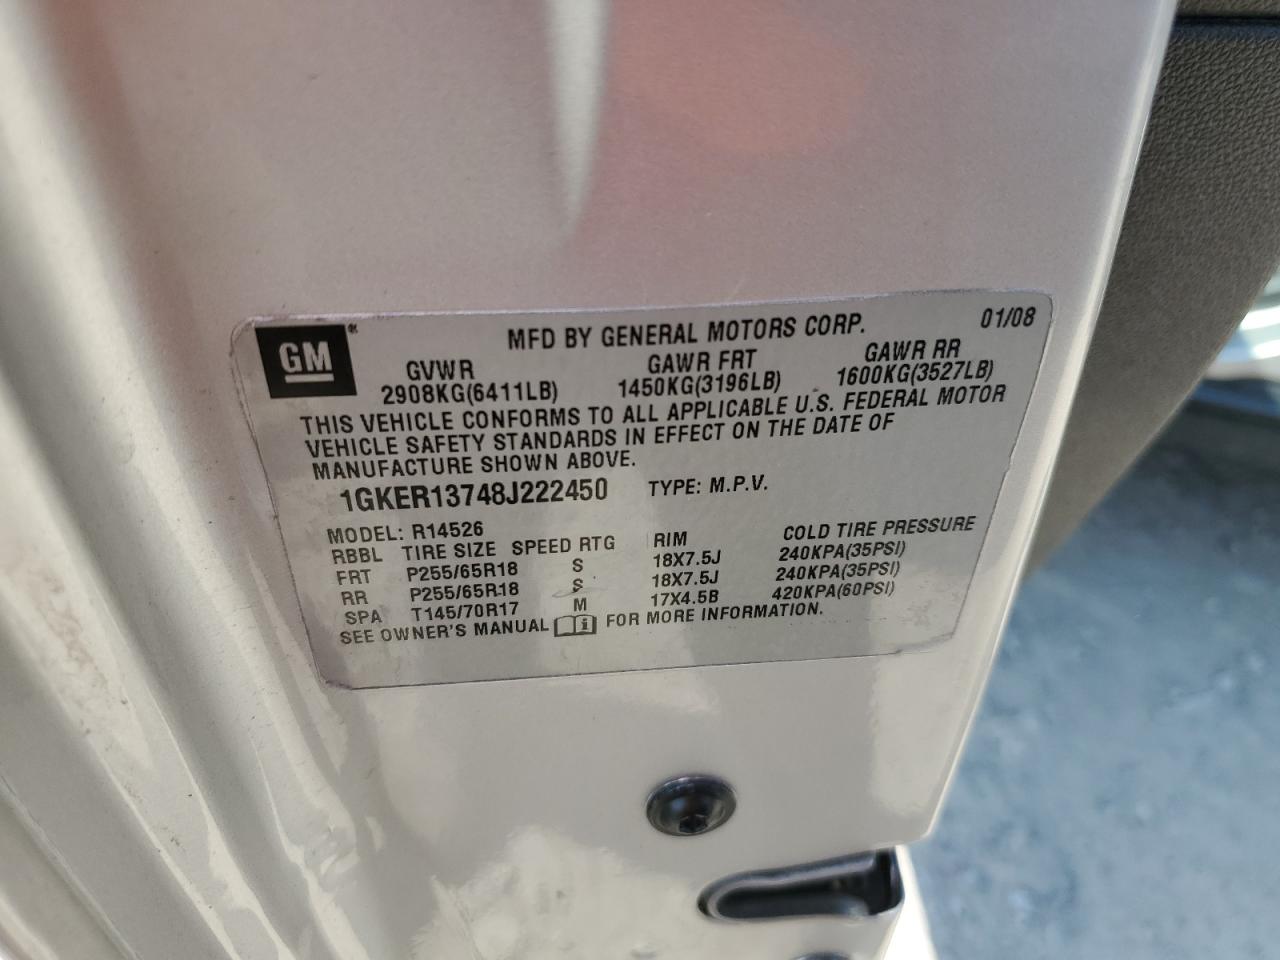 GM
MFD BY GENERAL MOTORS CORP. 01/08
GVWR GAWR FRT GAWR RR
2908KG(6411LB) 1450KG(3196LB) 1600KG(3527LB)
THIS VEHICLE CONFORMS TO ALL APPLICABLE U.S. FEDERAL MOTOR
VEHICLE SAFETY STANDARDS IN EFFECT ON THE DATE OF
MANUFACTURE SHOWN ABOVE.
1GKER13748J222450 TYPE: M.P.V.
MODEL: R14526
RBBL TIRE SIZE SPEED RTG RIM COLD TIRE PRESSURE
FRT P255/65R18 S 18X7.5J 240KPA(35PSI)
RR P255/65R18 S 18X7.5J 240KPA(35PSI)
SPA T145/70R17 M 17X4.5B 420KPA(60PSI)
SEE OWNER'S MANUAL FOR MORE INFORMATION.